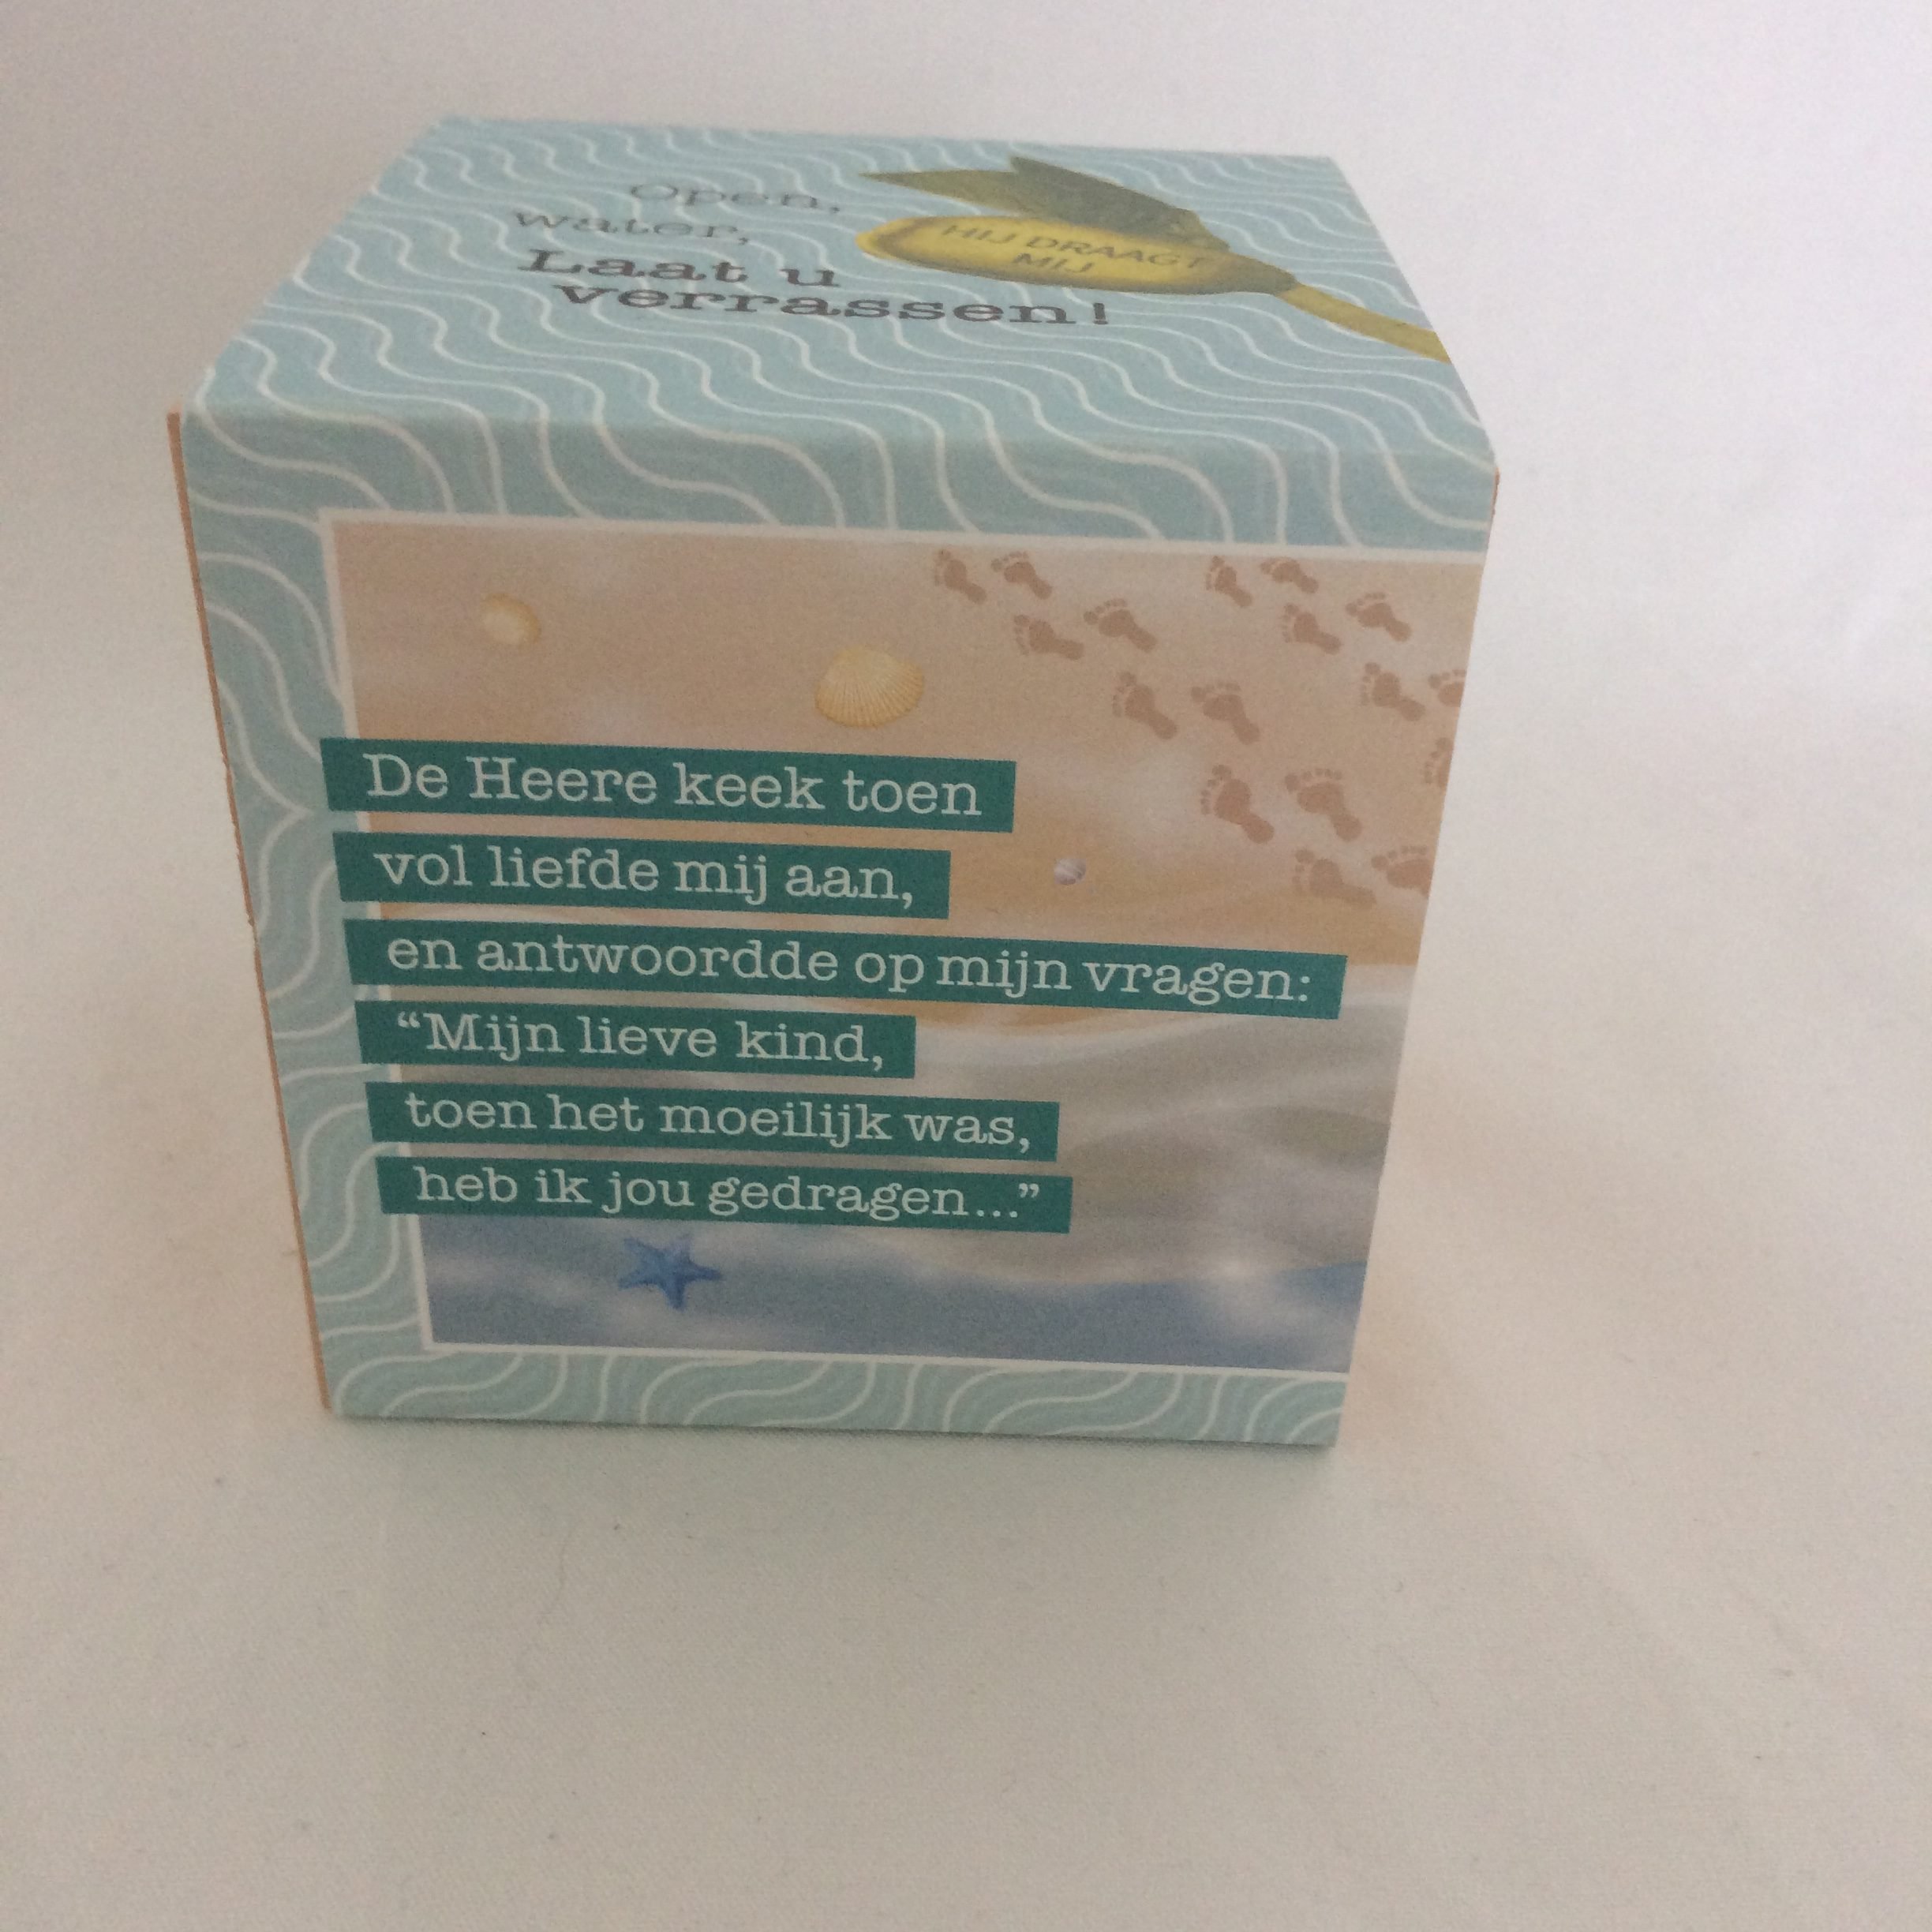 Open,
water,
Laat u
verrassen!
HIJ DRAAGT
MIJ
De Heere keek toen
vol liefde mij aan,
en antwoordde op mijn vragen:
“Mijn lieve kind,
toen het moeilijk was,
heb ik jou gedragen...”